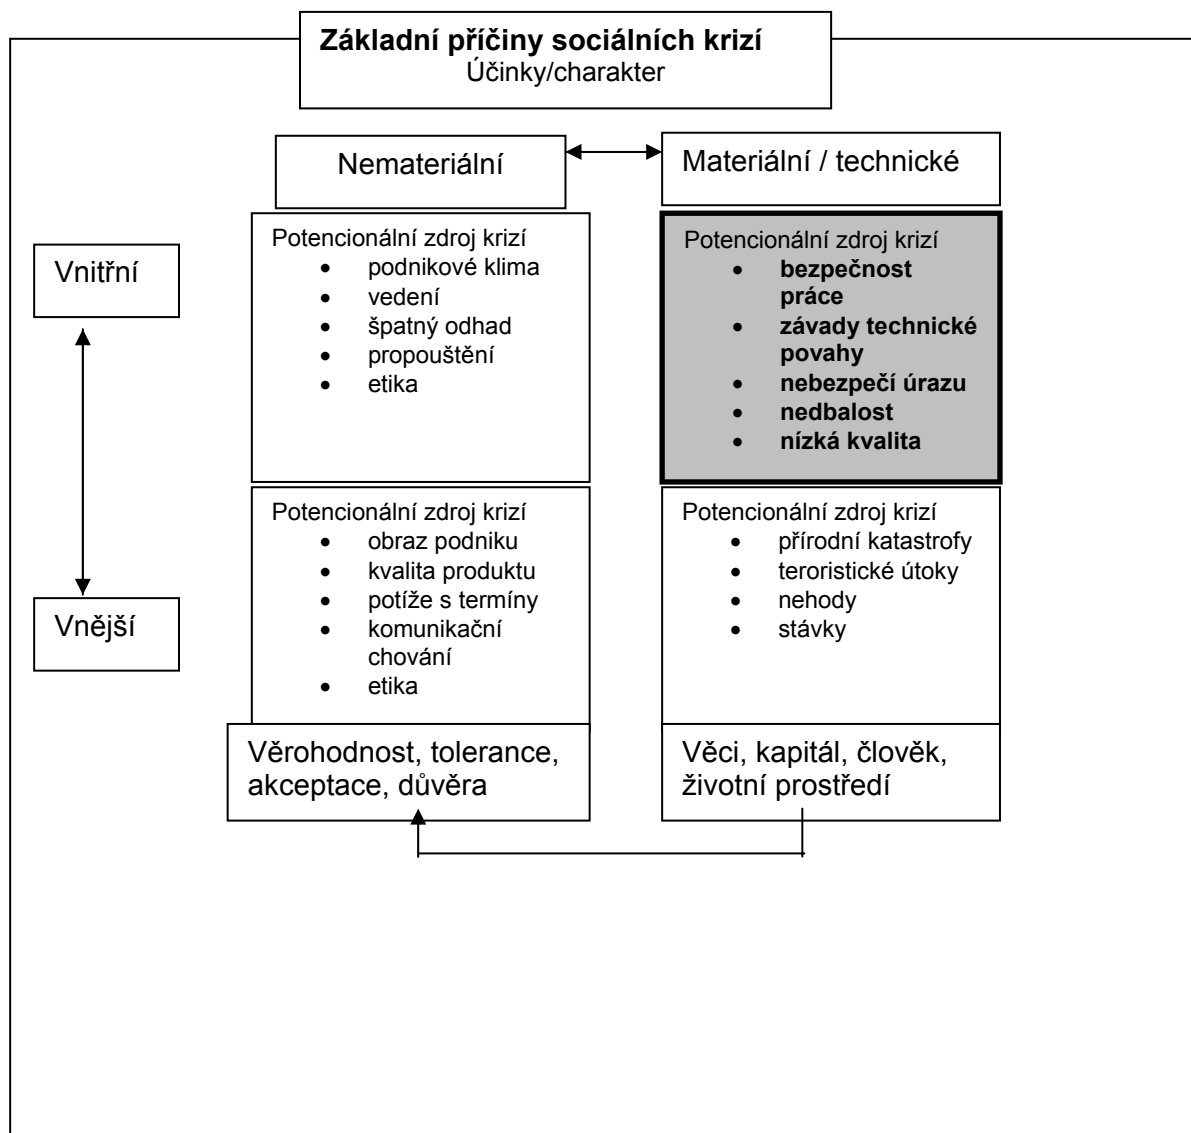 Základní příčiny sociálních krizí
Účinky/charakter
Nemateriální
Materiální / technické
Vnitřní
Potencionální zdroj krizí
• podnikové klima
• vedení
• špatný odhad
• propouštění
• etika
Potencionální zdroj krizí
• bezpečnost
práce
• závady technické
povahy
• nebezpečí úrazu
• nedbalost
• nízká kvalita
Vnější
Potencionální zdroj krizí
• obraz podniku
• kvalita produktu
• potíže s termíny
• komunikační
chování
• etika
Potencionální zdroj krizí
• přírodní katastrofy
• teroristické útoky
• nehody
• stávky
Věrohodnost, tolerance,
akceptace, důvěra
Věci, kapitál, člověk,
životní prostředí